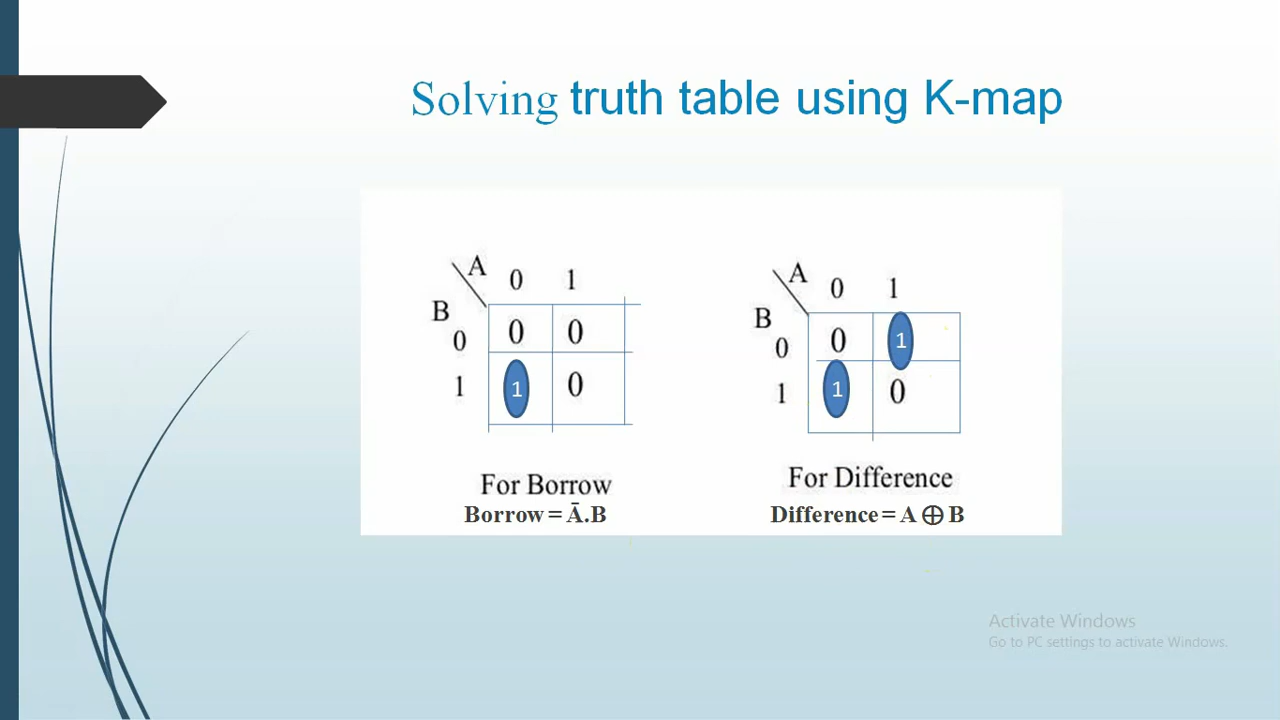 Solving truth table using K-map
A 0 1
B
0 0 0
1 1 0
For Borrow
Borrow = Ā.B
A 0 1
B
0 0 1
1 1 0
For Difference
Difference = A ⊕ B
Activate Windows
Go to PC settings to activate Windows.